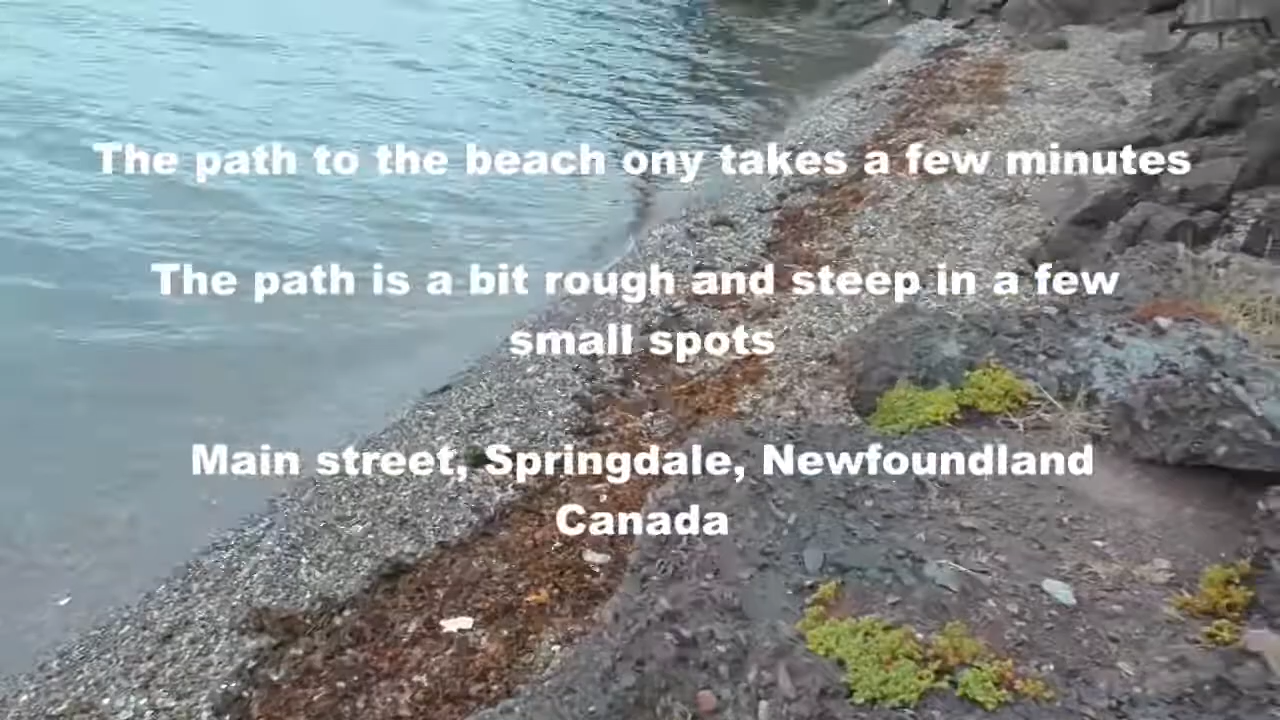 The path to the beach ony takes a few minutes
The path is a bit rough and steep in a few
small spots
Main street, Springdale, Newfoundland
Canada